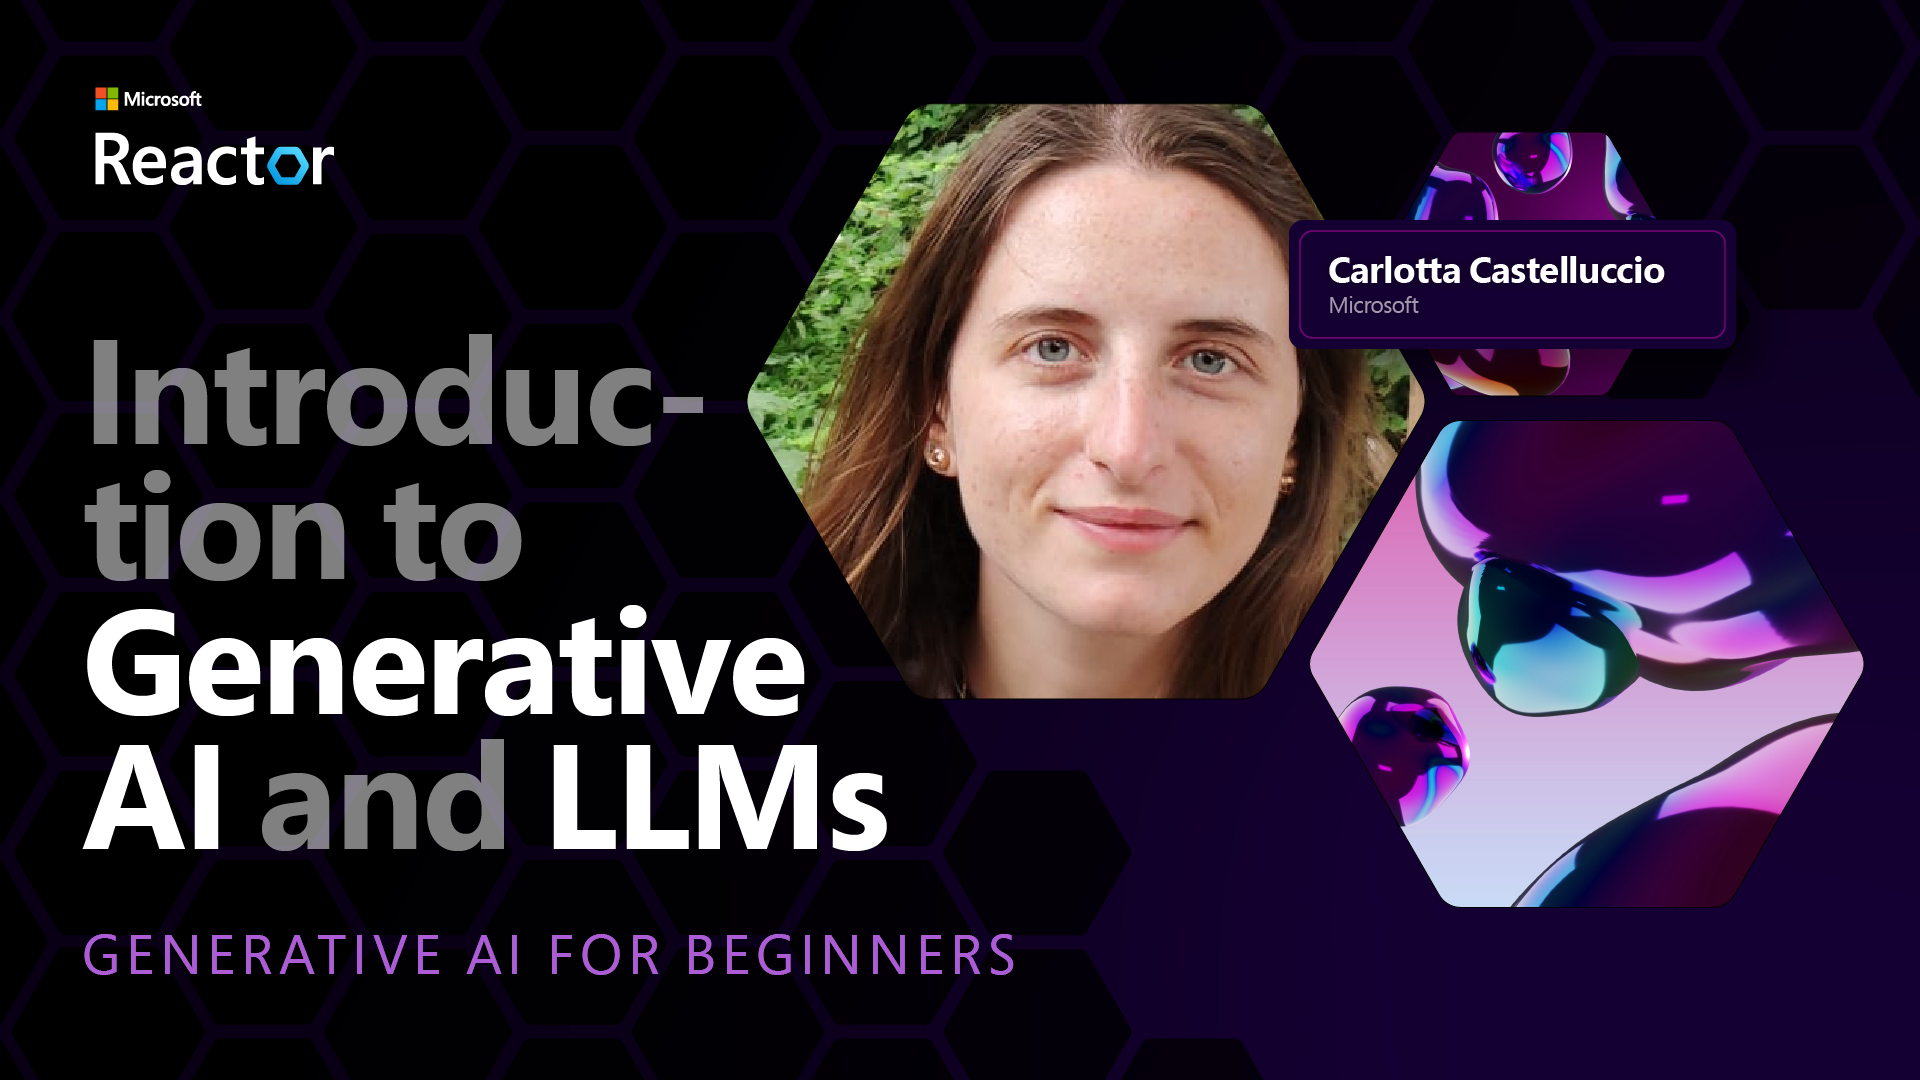 Microsoft
Reactor
Carlotta Castelluccio
Microsoft
Introduc-
tion to
Generative
AI and LLMs
GENERATIVE AI FOR BEGINNERS